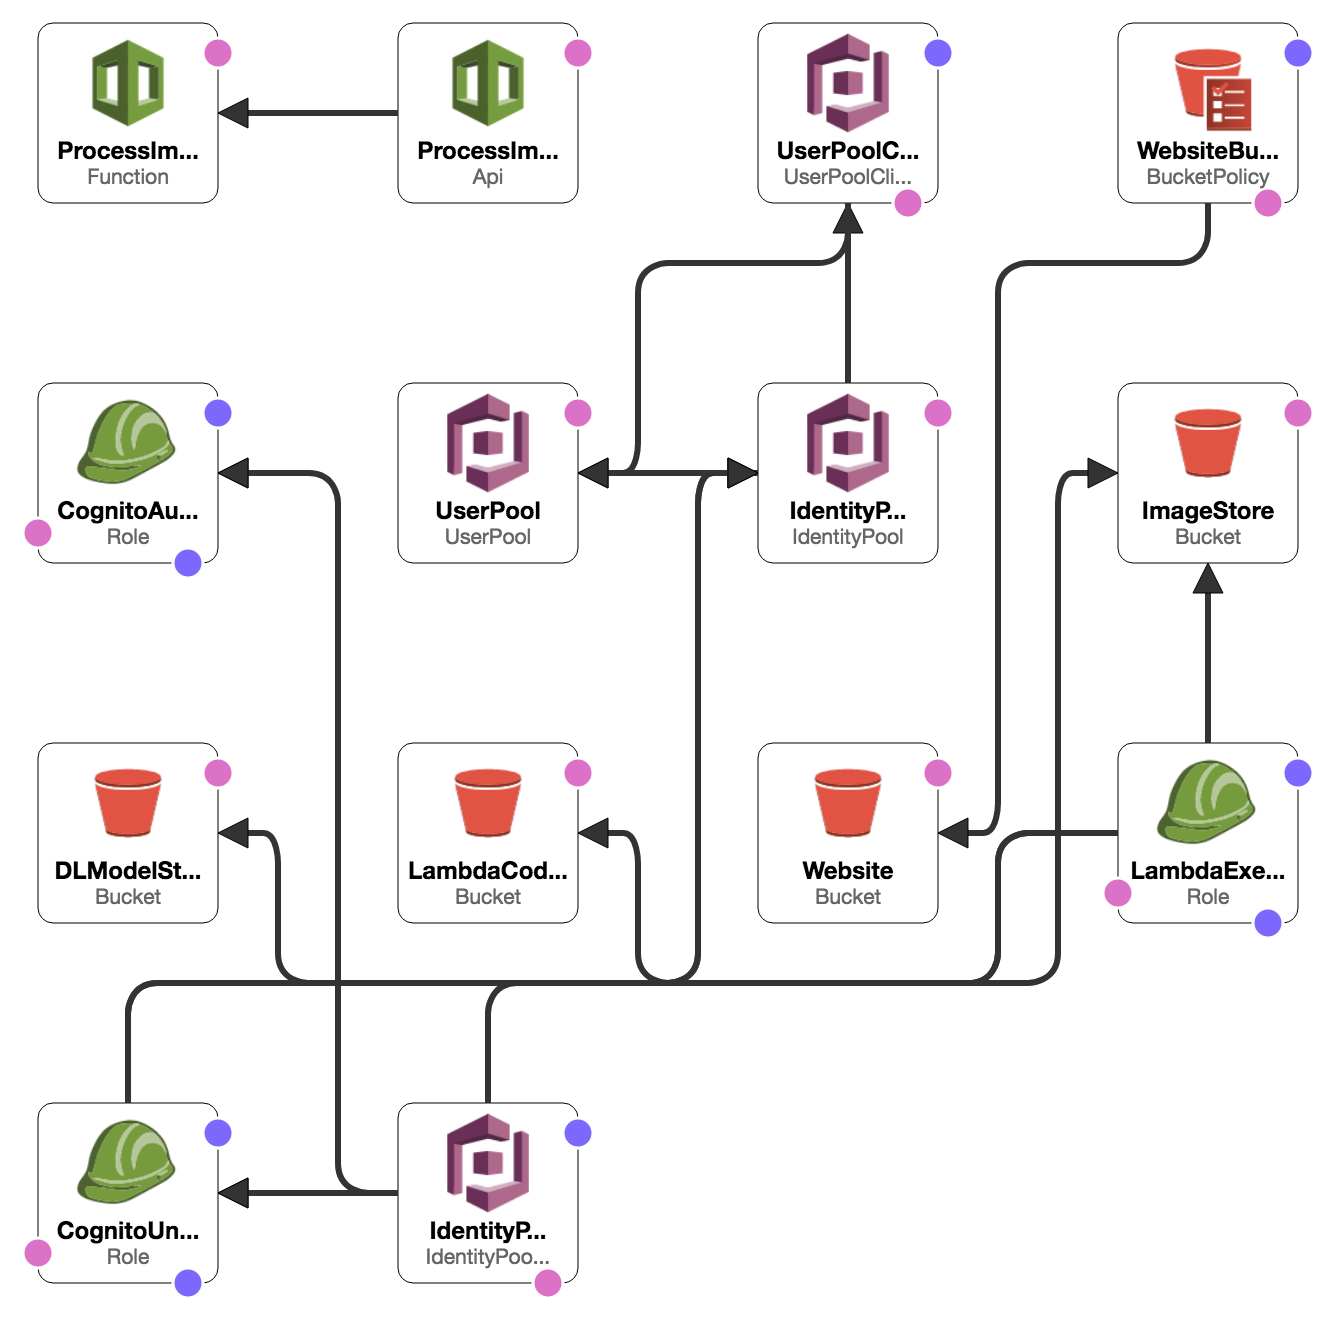 ProcessIm...
Function
ProcessIm...
Api
UserPoolC...
UserPoolCli...
WebsiteBu...
BucketPolicy
CognitoAu...
Role
UserPool
UserPool
IdentityP...
IdentityPool
ImageStore
Bucket
DLModelSt...
Bucket
LambdaCod...
Bucket
Website
Bucket
LambdaExe...
Role
CognitoUn...
Role
IdentityP...
IdentityPoo...